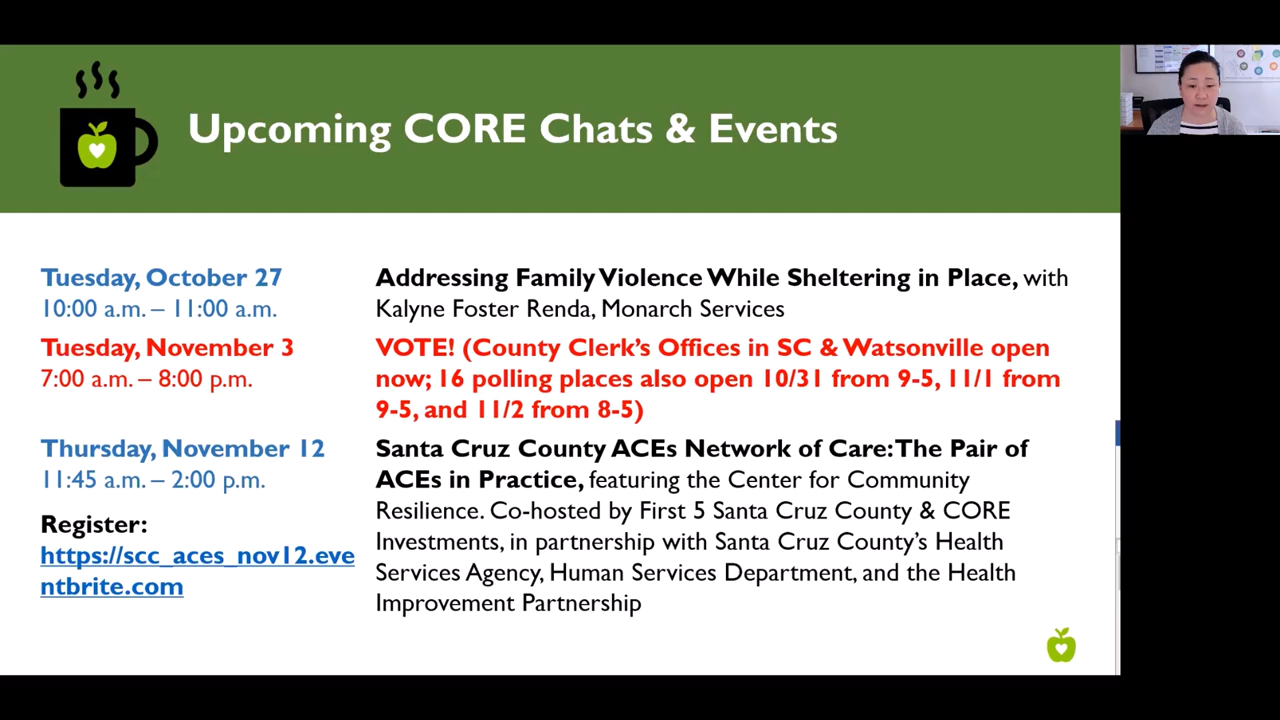 Upcoming CORE Chats & Events
Tuesday, October 27
10:00 a.m. – 11:00 a.m.
Addressing Family Violence While Sheltering in Place, with
Kalyne Foster Renda, Monarch Services
Tuesday, November 3
7:00 a.m. – 8:00 p.m.
VOTE! (County Clerk's Offices in SC & Watsonville open
now; 16 polling places also open 10/31 from 9-5, 11/1 from
9-5, and 11/2 from 8-5)
Thursday, November 12
11:45 a.m. – 2:00 p.m.
Register:
https://scc_aces_nov12.eve
ntbrite.com
Santa Cruz County ACEs Network of Care: The Pair of
ACEs in Practice, featuring the Center for Community
Resilience. Co-hosted by First 5 Santa Cruz County & CORE
Investments, in partnership with Santa Cruz County's Health
Services Agency, Human Services Department, and the Health
Improvement Partnership